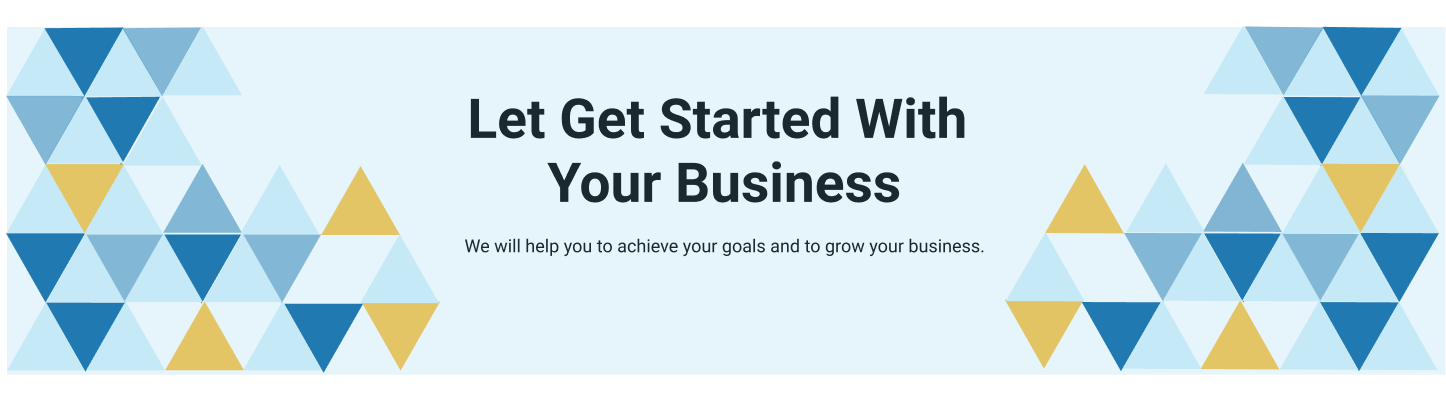 Let Get Started With
Your Business
We will help you to achieve your goals and to grow your business.